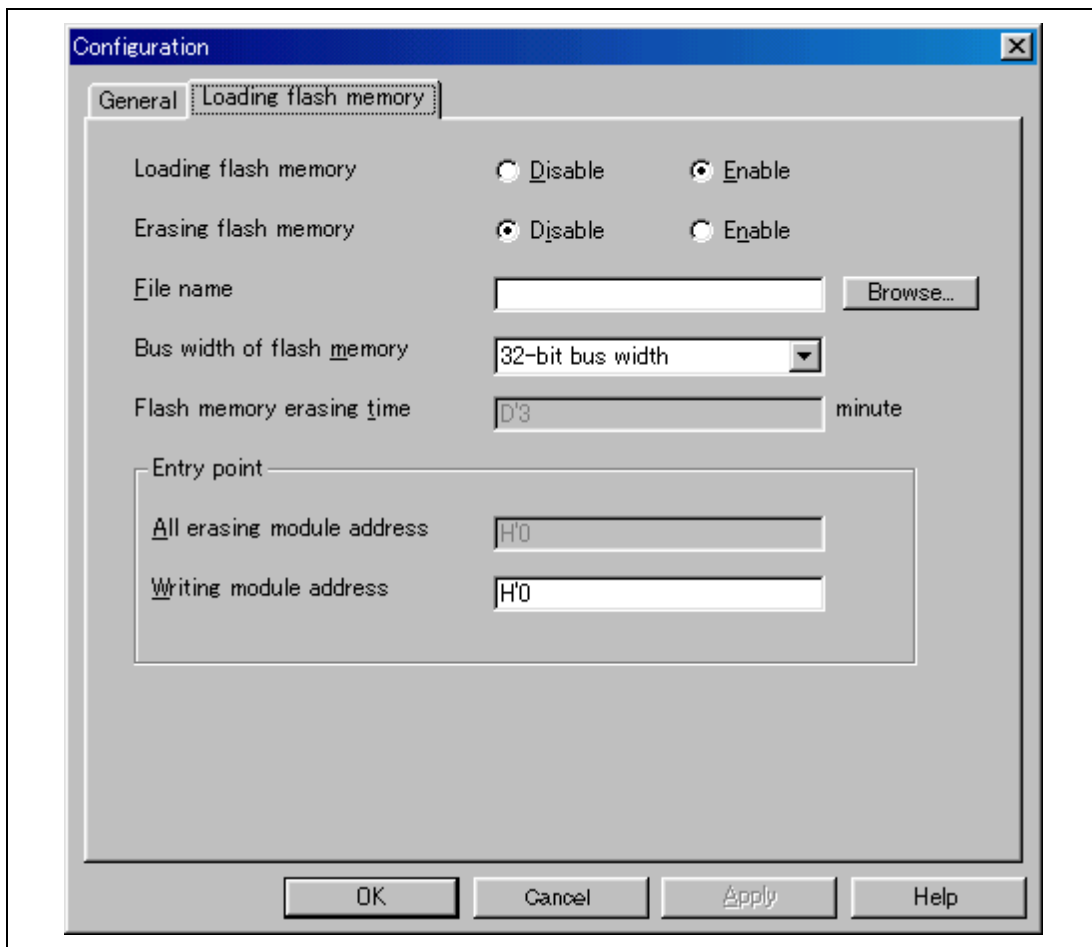 Configuration
General Loading flash memory
Loading flash memory Disable Enable
Erasing flash memory Disable Enable
File name Browse...
Bus width of flash memory 32-bit bus width
Flash memory erasing time D'3 minute
Entry point
All erasing module address H'0
Writing module address H'0
OK Cancel Apply Help